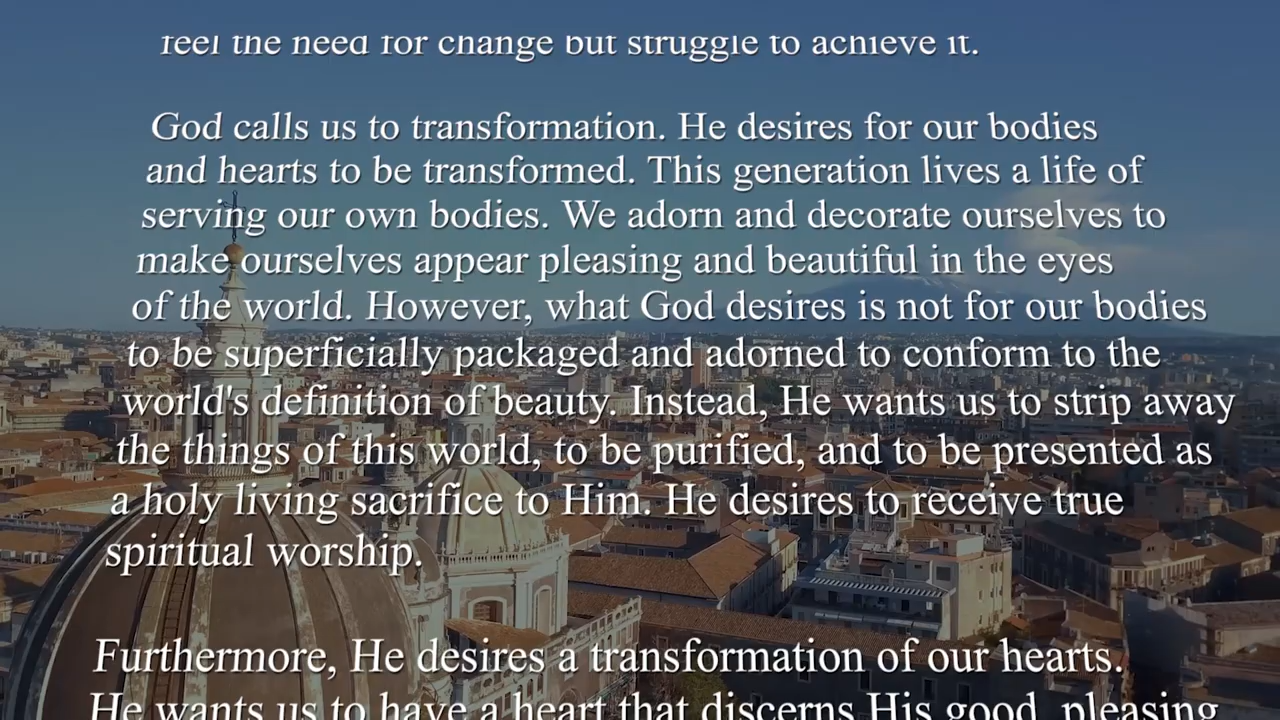 feel the need for change but struggle to achieve it.
God calls us to transformation. He desires for our bodies
and hearts to be transformed. This generation lives a life of
serving our own bodies. We adorn and decorate ourselves to
make ourselves appear pleasing and beautiful in the eyes
of the world. However, what God desires is not for our bodies
to be superficially packaged and adorned to conform to the
world's definition of beauty. Instead, He wants us to strip away
the things of this world, to be purified, and to be presented as
a holy living sacrifice to Him. He desires to receive true
spiritual worship.
Furthermore, He desires a transformation of our hearts.
He wants us to have a heart that discerns His good, pleasing